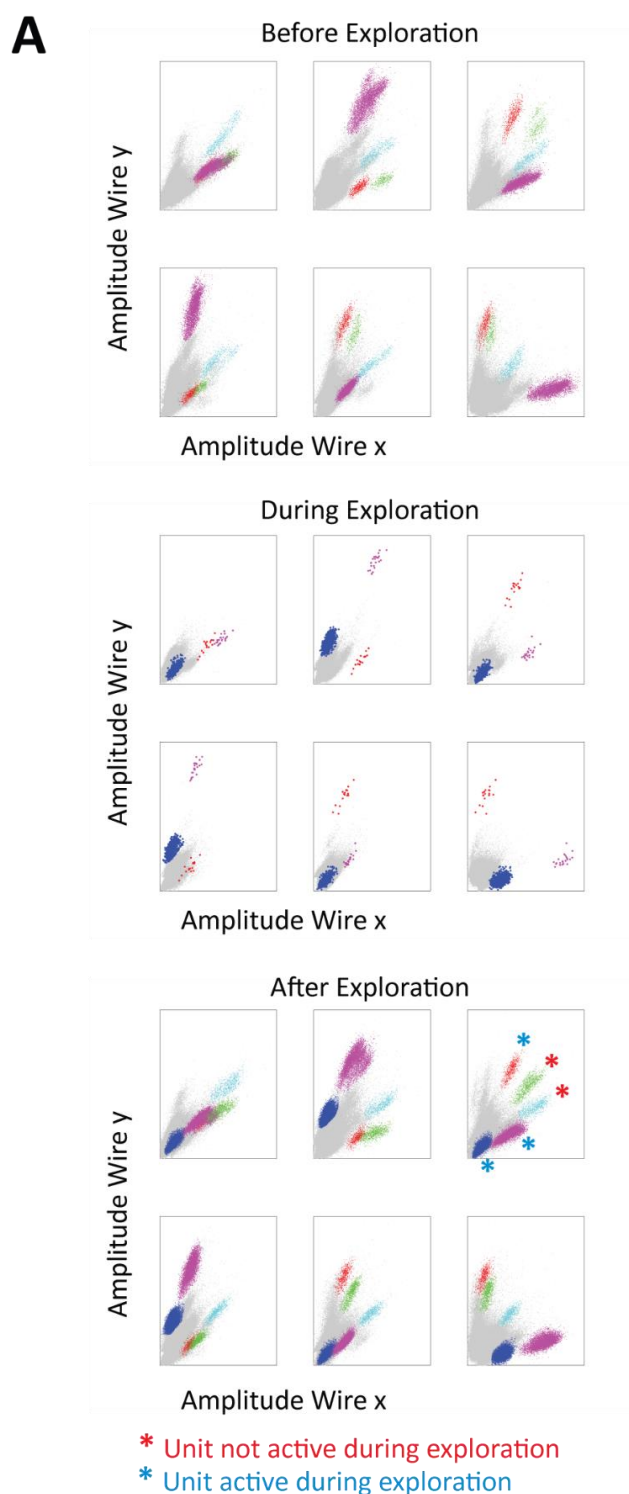 A
Before Exploration
Amplitude Wire y
Amplitude Wire x
During Exploration
Amplitude Wire y
Amplitude Wire x
After Exploration
Amplitude Wire y
* *
*
*
*
Amplitude Wire x
* Unit not active during exploration
* Unit active during exploration